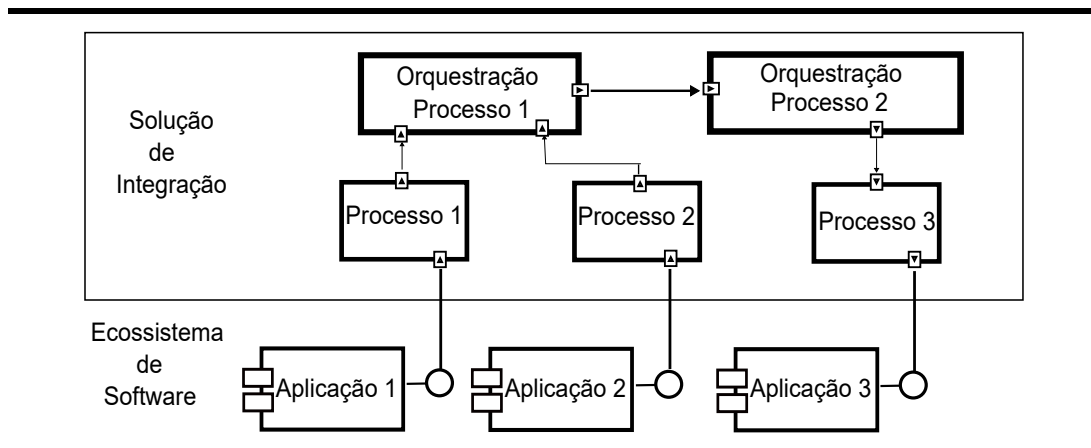 Solução
de
Integração
Orquestração
Processo 1
Orquestração
Processo 2
Processo 1
Processo 2
Processo 3
Ecossistema
de
Software
Aplicação 1
Aplicação 2
Aplicação 3